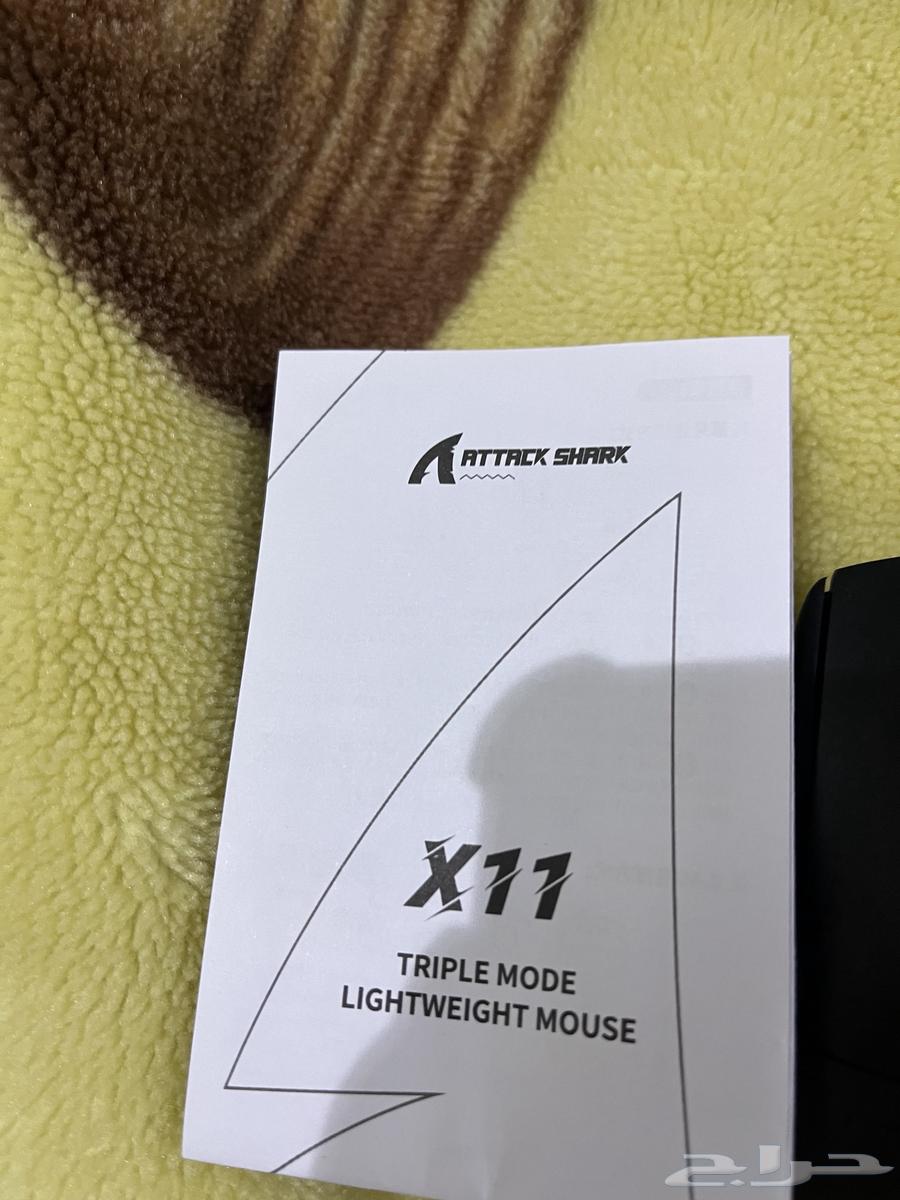 ATTACK SHARK
X11
TRIPLE MODE
LIGHTWEIGHT MOUSE
حراج